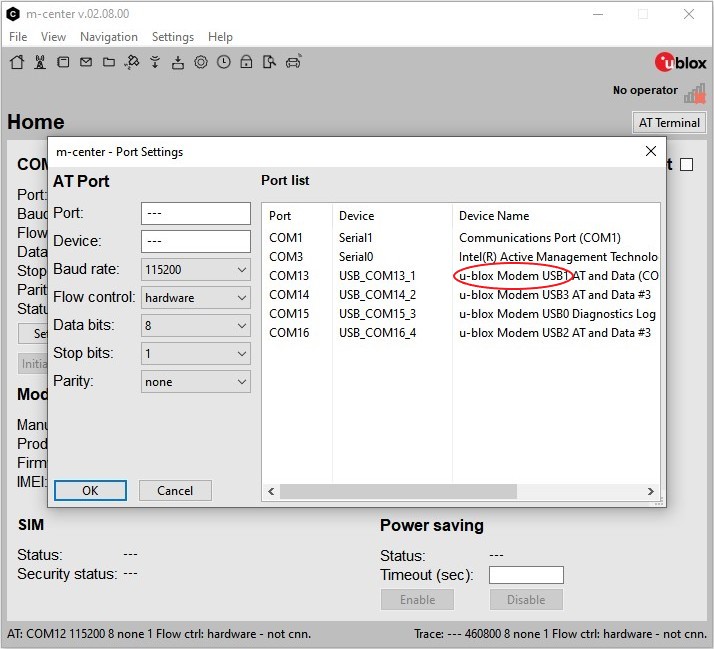 m-center v.02.08.00
File View Navigation Settings Help
ublox
No operator
Home
AT Terminal
m-center - Port Settings
AT Port
Port: ---
Device: ---
Baud rate: 115200
Flow control: hardware
Data bits: 8
Stop bits: 1
Parity: none
OK Cancel
Port list
Port Device Device Name
COM1 Serial1 Communications Port (COM1)
COM3 Serial0 Intel(R) Active Management Technolo
COM13 USB_COM13_1 u-blox Modem USB1 AT and Data (CO
COM14 USB_COM14_2 u-blox Modem USB3 AT and Data #3
COM15 USB_COM15_3 u-blox Modem USB0 Diagnostics Log
COM16 USB_COM16_4 u-blox Modem USB2 AT and Data #3
COM
Port:
Baud
Flow
Data
Stop
Parit
Statu
Se
Initia
t
Mod
Manu
Prod
Firm
IMEI:
SIM
Status: ---
Security status: ---
Power saving
Status: ---
Timeout (sec):
Enable Disable
AT: COM12 115200 8 none 1 Flow ctrl: hardware - not cnn.
Trace: --- 460800 8 none 1 Flow ctrl: hardware - not cnn.